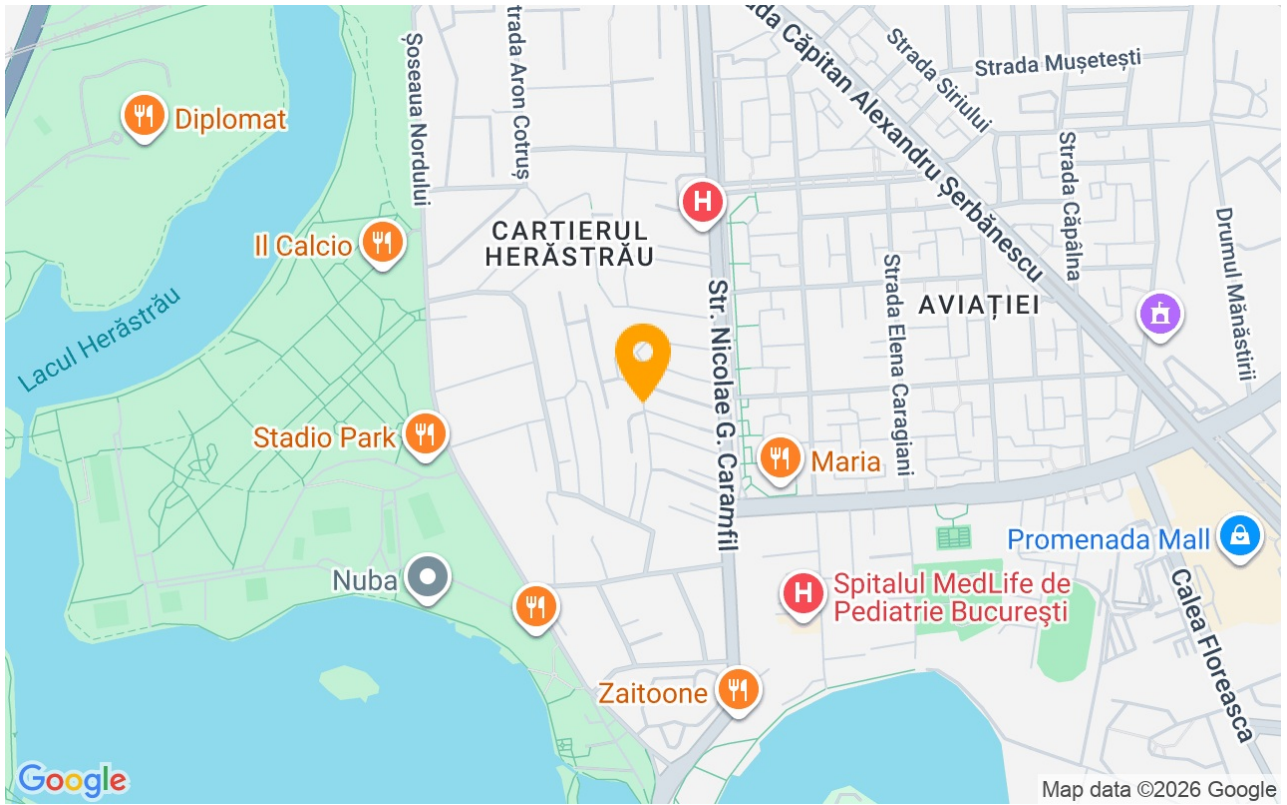 trada Aron Cotruș
Șoseaua Nordului
da Căpitan Alexandru Șerbănescu
Strada Siriului
Strada Mușetești
Strada Căpâlna
Drumul Mănăstirii
Diplomat
Il Calcio
CARTIERUL
HERĂSTRĂU
H
Lacul Herăstrău
Str. Nicolae G. Caramfil
Strada Elena Caragiani
AVIAȚIEI
Stadio Park
Maria
Promenada Mall
Nuba
H
Spitalul MedLife de
Pediatrie București
Calea Floreasca
Zaitoone
Google
Map data ©2026 Google